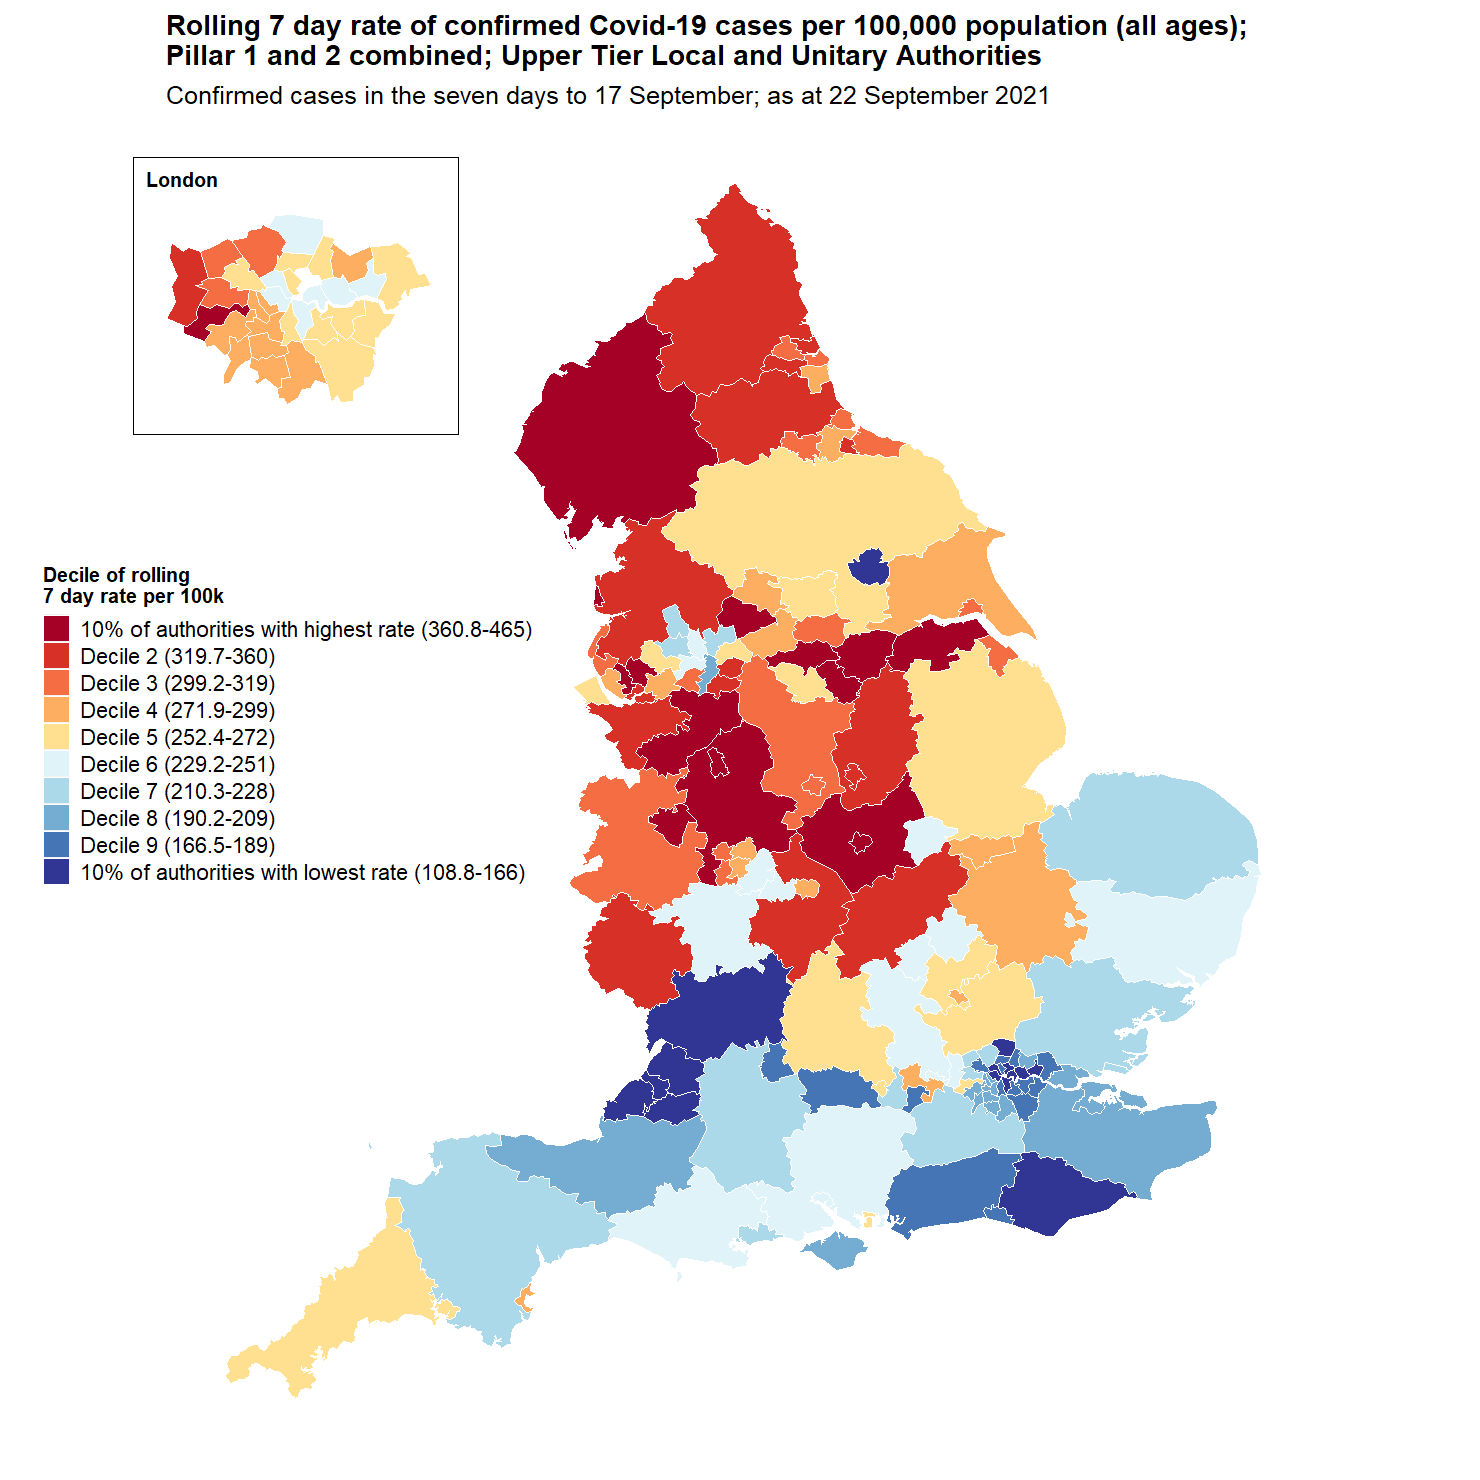 Rolling 7 day rate of confirmed Covid-19 cases per 100,000 population (all ages);
Pillar 1 and 2 combined; Upper Tier Local and Unitary Authorities
Confirmed cases in the seven days to 17 September; as at 22 September 2021
London
Decile of rolling
7 day rate per 100k
10% of authorities with highest rate (360.8-465)
Decile 2 (319.7-360)
Decile 3 (299.2-319)
Decile 4 (271.9-299)
Decile 5 (252.4-272)
Decile 6 (229.2-251)
Decile 7 (210.3-228)
Decile 8 (190.2-209)
Decile 9 (166.5-189)
10% of authorities with lowest rate (108.8-166)